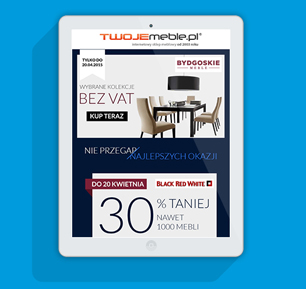 TWOJEmeble.pl®
internetowy sklep meblowy od 2003 roku
TYLKO DO
20.04.2015
BYDGOSKIE
MEBLE
WYBRANE KOLEKCJE
BEZ VAT
KUP TERAZ
NIE PRZEGAP
NAJLEPSZYCH OKAZJI
DO 20 KWIETNIA
BLACK RED WHITE
30% TANIEJ
NAWET
1000 MEBLI